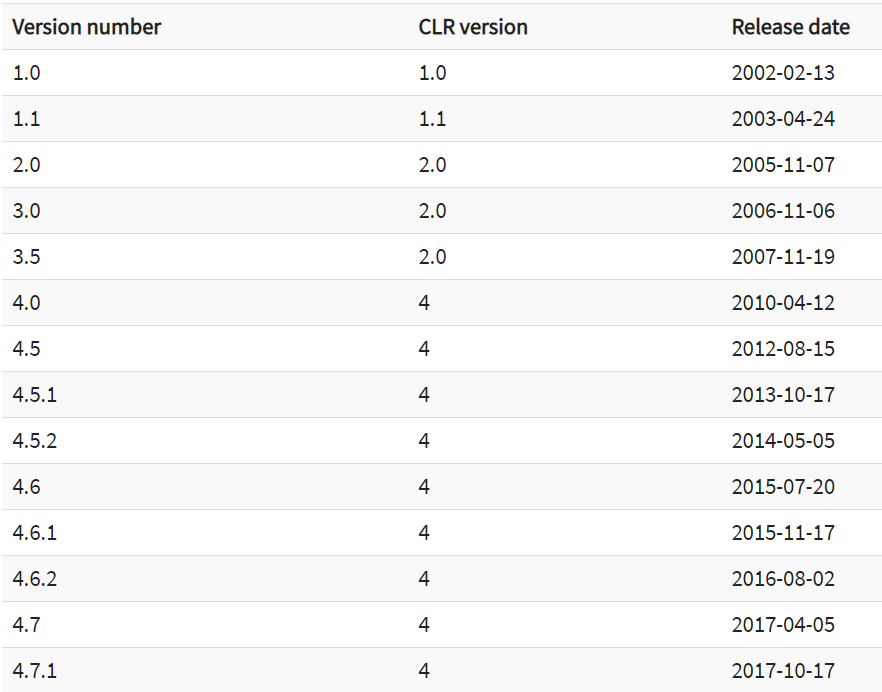 Version number CLR version Release date
1.0 1.0 2002-02-13
1.1 1.1 2003-04-24
2.0 2.0 2005-11-07
3.0 2.0 2006-11-06
3.5 2.0 2007-11-19
4.0 4 2010-04-12
4.5 4 2012-08-15
4.5.1 4 2013-10-17
4.5.2 4 2014-05-05
4.6 4 2015-07-20
4.6.1 4 2015-11-17
4.6.2 4 2016-08-02
4.7 4 2017-04-05
4.7.1 4 2017-10-17